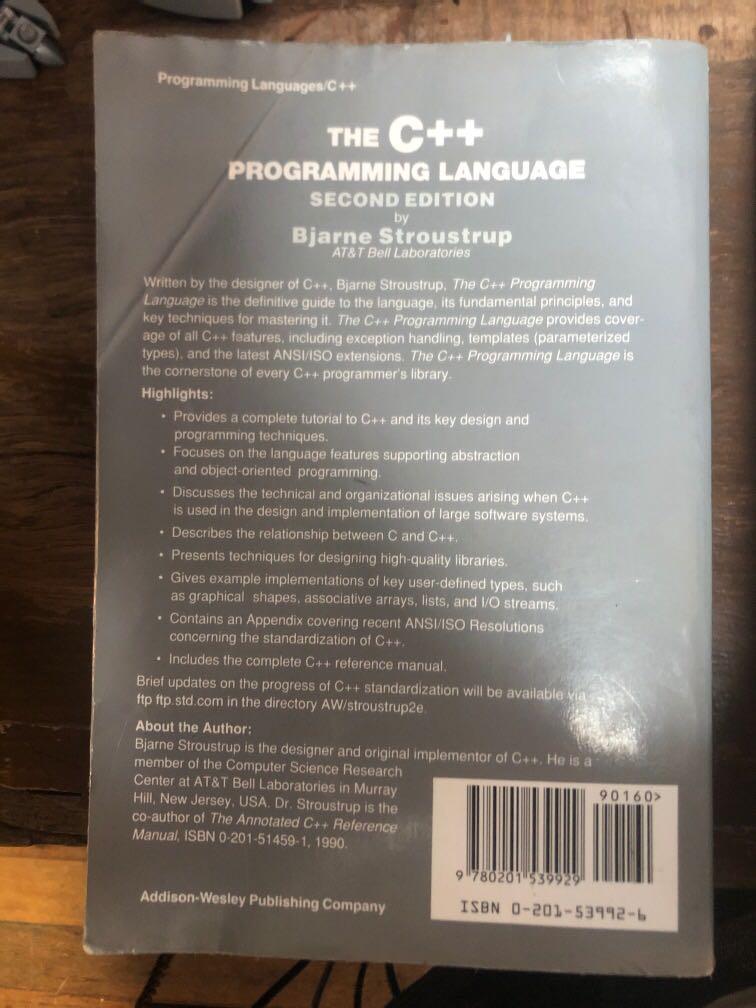 Programming Languages/C++
THE C++
PROGRAMMING LANGUAGE
SECOND EDITION
by
Bjarne Stroustrup
AT&T Bell Laboratories
Written by the designer of C++, Bjarne Stroustrup, The C++ Programming
Language is the definitive guide to the language, its fundamental principles, and
key techniques for mastering it. The C++ Programming Language provides cover-
age of all C++ features, including exception handling, templates (parameterized
types), and the latest ANSI/ISO extensions. The C++ Programming Language is
the cornerstone of every C++ programmer's library.
Highlights:
• Provides a complete tutorial to C++ and its key design and
programming techniques.
• Focuses on the language features supporting abstraction
and object-oriented programming.
• Discusses the technical and organizational issues arising when C++
is used in the design and implementation of large software systems.
• Describes the relationship between C and C++.
• Presents techniques for designing high-quality libraries.
• Gives example implementations of key user-defined types, such
as graphical shapes, associative arrays, lists, and I/O streams.
• Contains an Appendix covering recent ANSI/ISO Resolutions
concerning the standardization of C++.
• Includes the complete C++ reference manual.
Brief updates on the progress of C++ standardization will be available via
ftp ftp.std.com in the directory AW/stroustrup2e.
About the Author:
Bjarne Stroustrup is the designer and original implementor of C++. He is a
member of the Computer Science Research
Center at AT&T Bell Laboratories in Murray
Hill, New Jersey, USA. Dr. Stroustrup is the
co-author of The Annotated C++ Reference
Manual, ISBN 0-201-51459-1, 1990.
Addison-Wesley Publishing Company
90160>
9 780201 539929
ISBN 0-201-53992-6